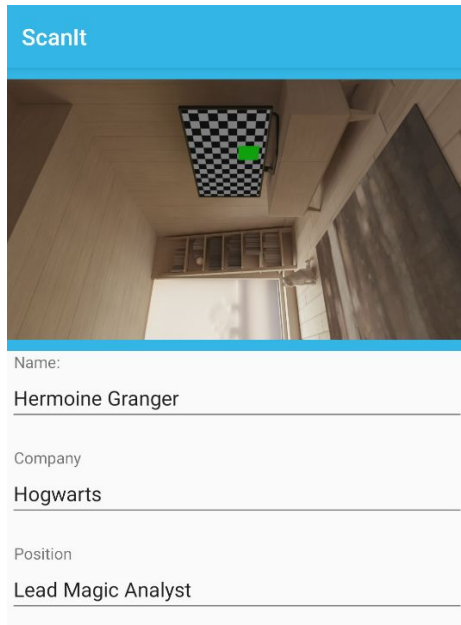 ScanIt
Name:
Hermoine Granger
Company
Hogwarts
Position
Lead Magic Analyst